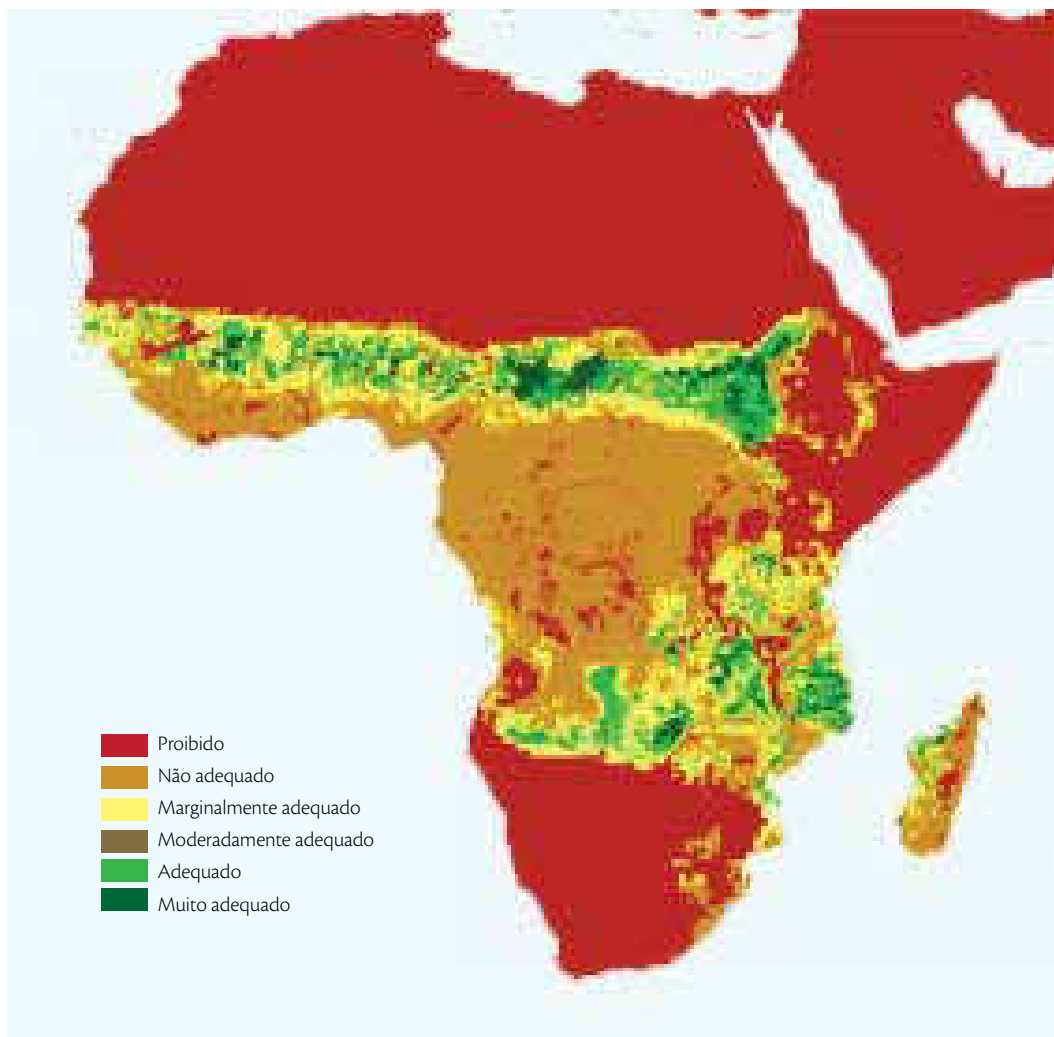 Proibido
Não adequado
Marginalmente adequado
Moderadamente adequado
Adequado
Muito adequado